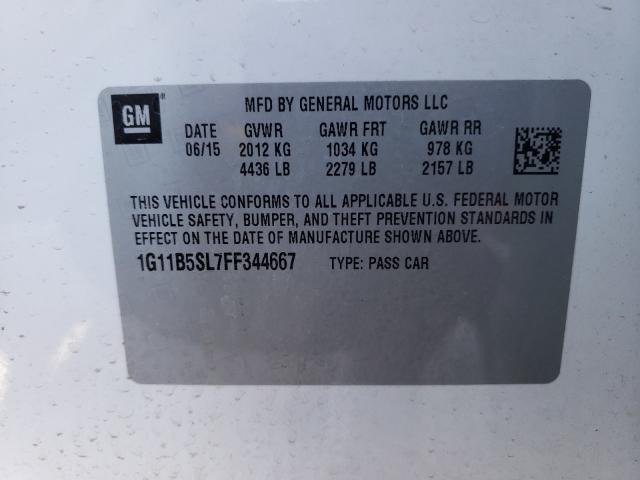 GM ®
MFD BY GENERAL MOTORS LLC
DATE GVWR GAWR FRT GAWR RR
06/15 2012 KG 1034 KG 978 KG
4436 LB 2279 LB 2157 LB
THIS VEHICLE CONFORMS TO ALL APPLICABLE U.S. FEDERAL MOTOR
VEHICLE SAFETY, BUMPER, AND THEFT PREVENTION STANDARDS IN
EFFECT ON THE DATE OF MANUFACTURE SHOWN ABOVE.
1G11B5SL7FF344667 TYPE: PASS CAR